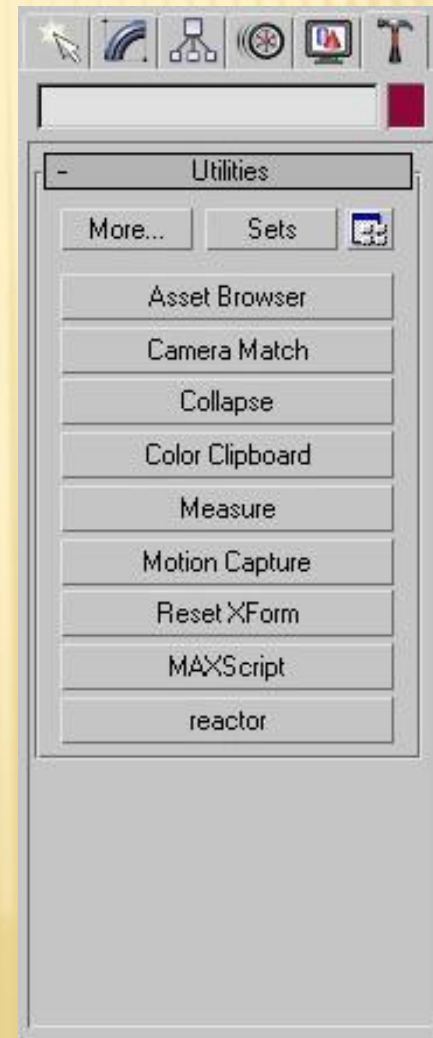 - Utilities
More... Sets
Asset Browser
Camera Match
Collapse
Color Clipboard
Measure
Motion Capture
Reset XForm
MAXScript
reactor